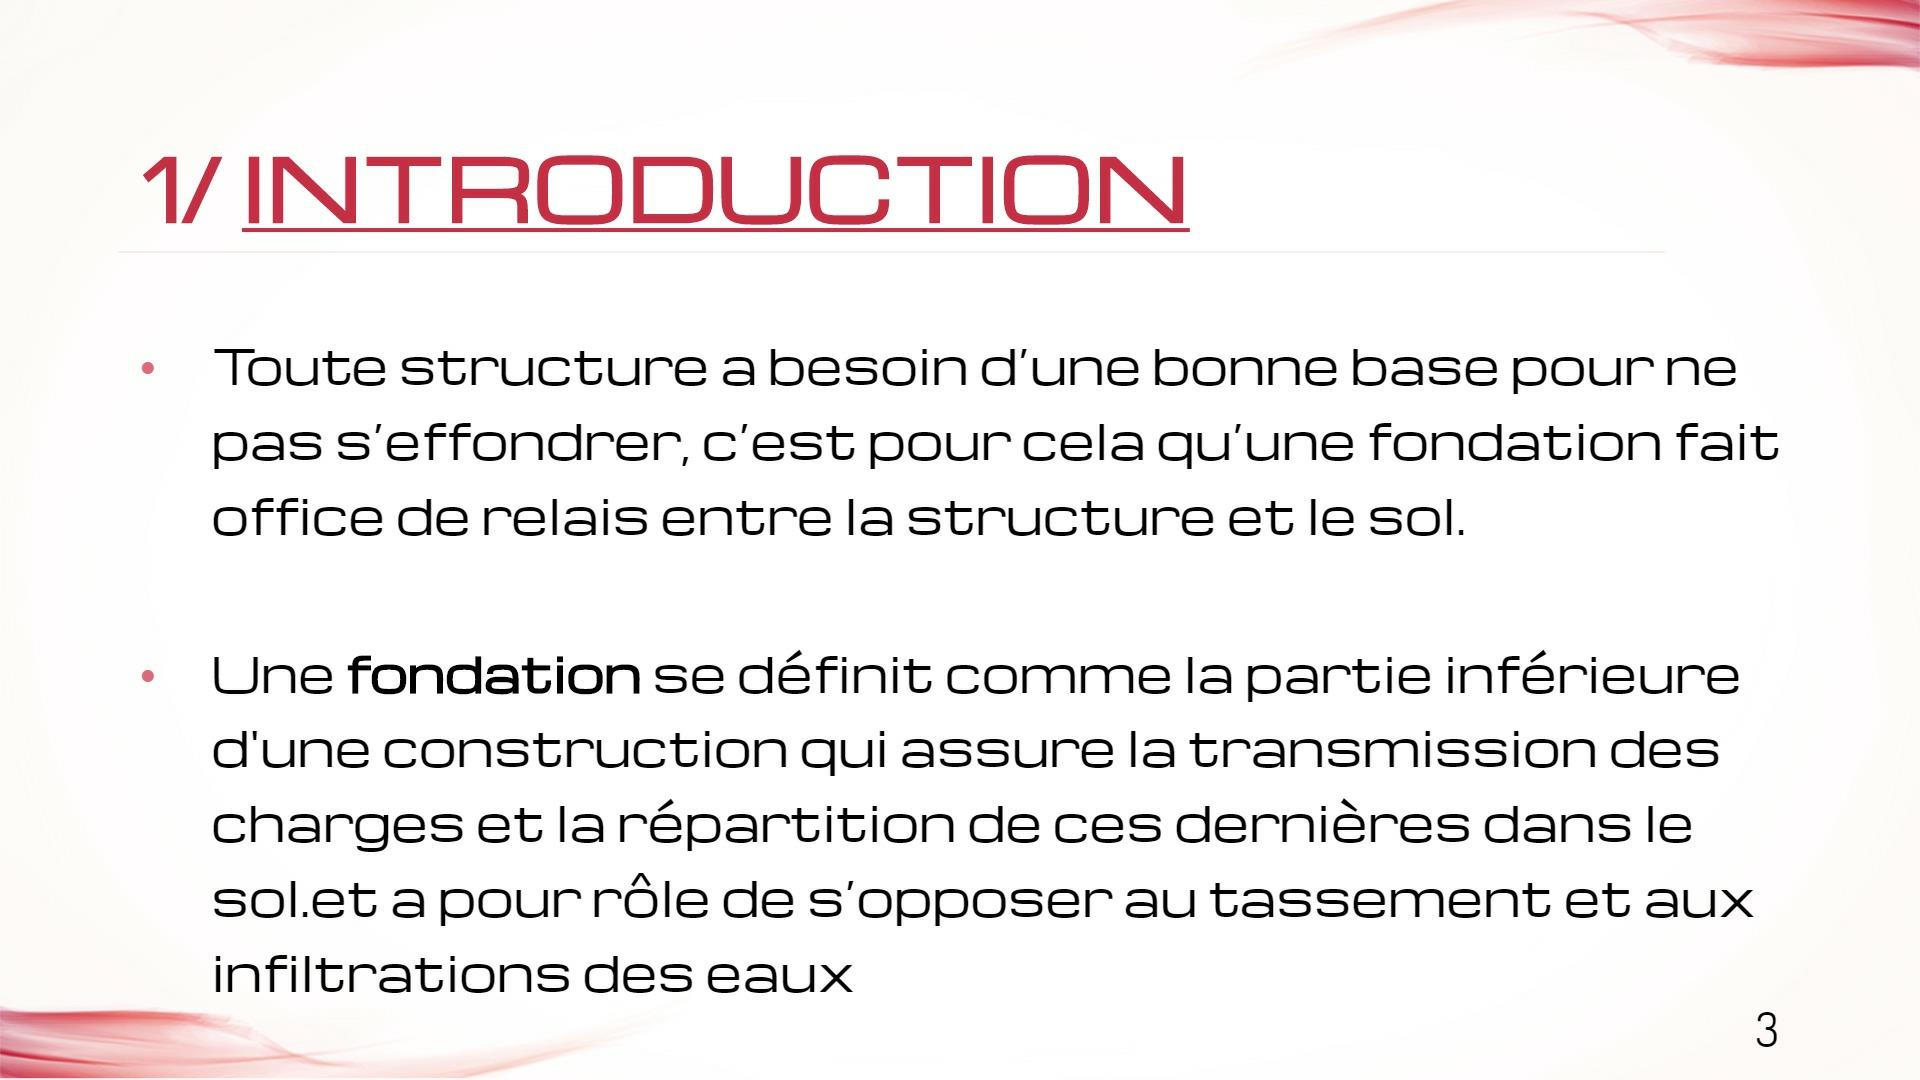 1/ INTRODUCTION
• Toute structure a besoin d’une bonne base pour ne
pas s’effondrer, c’est pour cela qu’une fondation fait
office de relais entre la structure et le sol.
• Une fondation se définit comme la partie inférieure
d'une construction qui assure la transmission des
charges et la répartition de ces dernières dans le
sol.et a pour rôle de s’opposer au tassement et aux
infiltrations des eaux
3